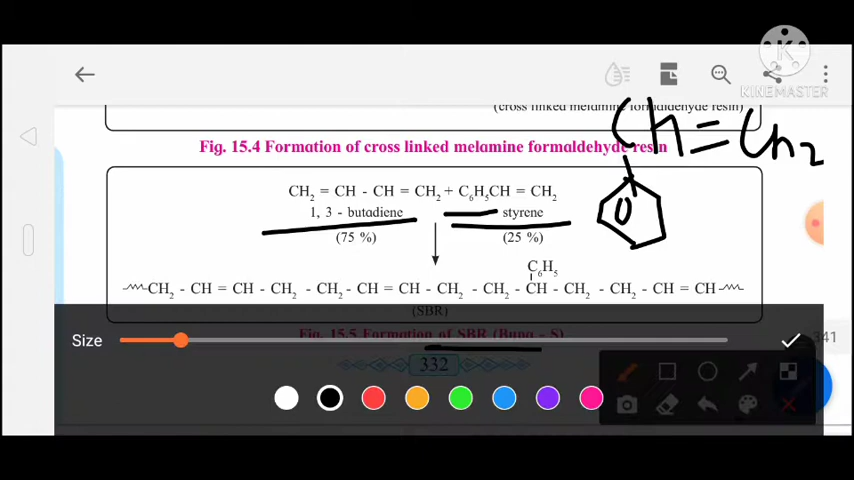 KINEMASTER
(cross linked melamine formaldehyde resin)
Fig. 15.4 Formation of cross linked melamine formaldehyde resin
Ch = Ch2
CH2 = CH - CH = CH2 + C6H5CH = CH2
1, 3 - butadiene styrene
(75 %) (25 %)
C6H5
CH2 - CH = CH - CH2 - CH2 - CH = CH - CH2 - CH2 - CH - CH2 - CH2 - CH = CH
(SBR)
Fig. 15.5 Formation of SBR (Buna - S)
Size
341
332